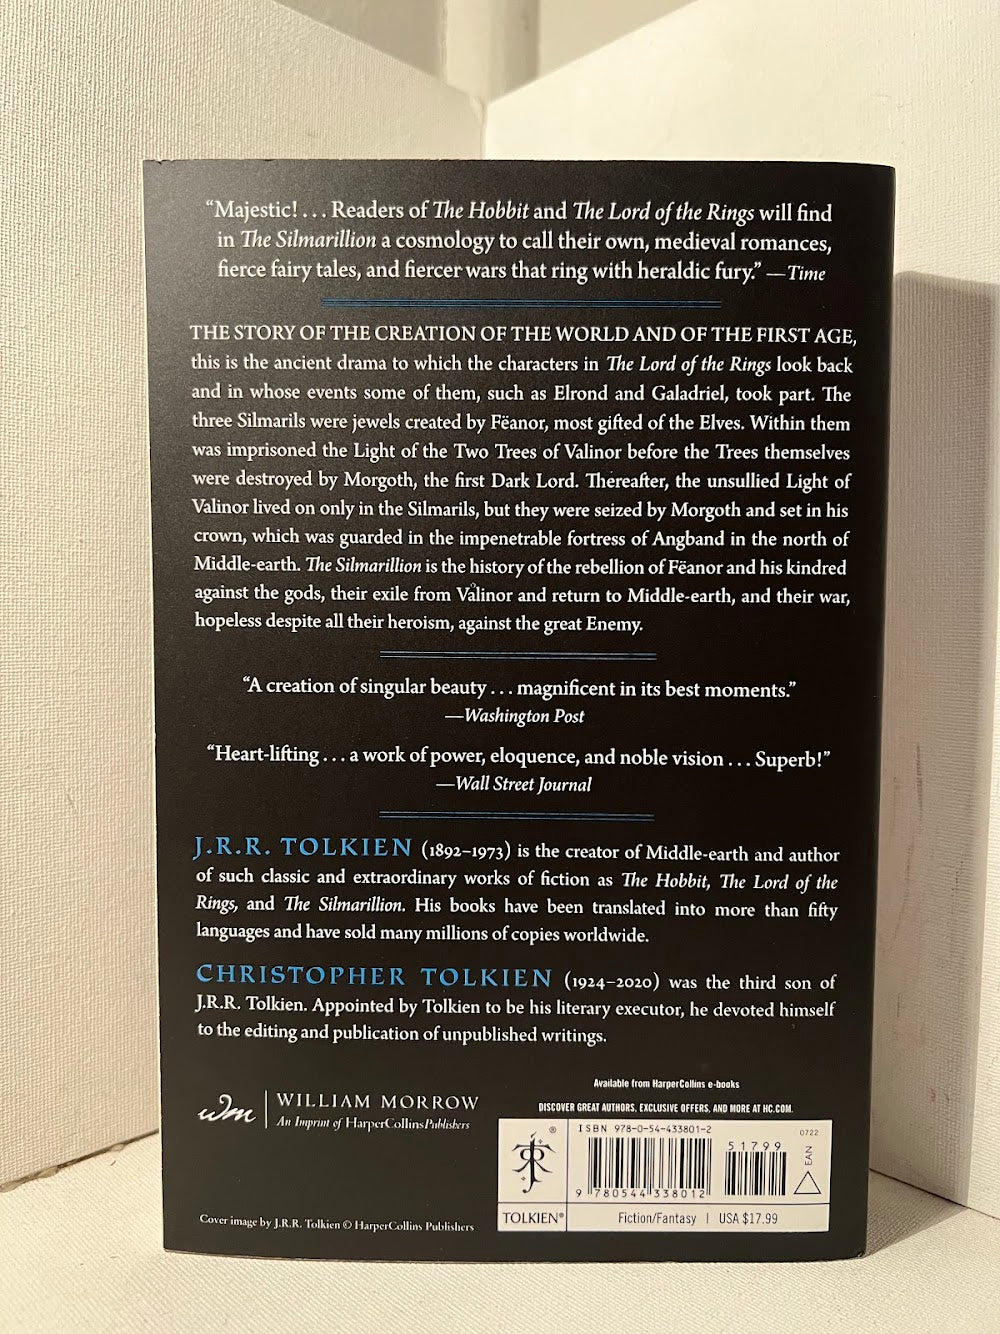 “Majestic! . . . Readers of The Hobbit and The Lord of the Rings will find
in The Silmarillion a cosmology to call their own, medieval romances,
fierce fairy tales, and fiercer wars that ring with heraldic fury.” —Time
THE STORY OF THE CREATION OF THE WORLD AND OF THE FIRST AGE,
this is the ancient drama to which the characters in The Lord of the Rings look back
and in whose events some of them, such as Elrond and Galadriel, took part. The
three Silmarils were jewels created by Fëanor, most gifted of the Elves. Within them
was imprisoned the Light of the Two Trees of Valinor before the Trees themselves
were destroyed by Morgoth, the first Dark Lord. Thereafter, the unsullied Light of
Valinor lived on only in the Silmarils, but they were seized by Morgoth and set in his
crown, which was guarded in the impenetrable fortress of Angband in the north of
Middle-earth. The Silmarillion is the history of the rebellion of Fëanor and his kindred
against the gods, their exile from Valinor and return to Middle-earth, and their war,
hopeless despite all their heroism, against the great Enemy.
“A creation of singular beauty . . . magnificent in its best moments.”
—Washington Post
“Heart-lifting . . . a work of power, eloquence, and noble vision . . . Superb!”
—Wall Street Journal
J.R.R. TOLKIEN (1892–1973) is the creator of Middle-earth and author
of such classic and extraordinary works of fiction as The Hobbit, The Lord of the
Rings, and The Silmarillion. His books have been translated into more than fifty
languages and have sold many millions of copies worldwide.
CHRISTOPHER TOLKIEN (1924–2020) was the third son of
J.R.R. Tolkien. Appointed by Tolkien to be his literary executor, he devoted himself
to the editing and publication of unpublished writings.
wm WILLIAM MORROW
An Imprint of HarperCollinsPublishers
Available from HarperCollins e-books
DISCOVER GREAT AUTHORS, EXCLUSIVE OFFERS, AND MORE AT HC.COM.
ISBN 978-0-54-433801-2
51799
0722
EAN
9 780544 338012
®
TOLKIEN®
Fiction/Fantasy | USA $17.99
Cover image by J.R.R. Tolkien © HarperCollins Publishers